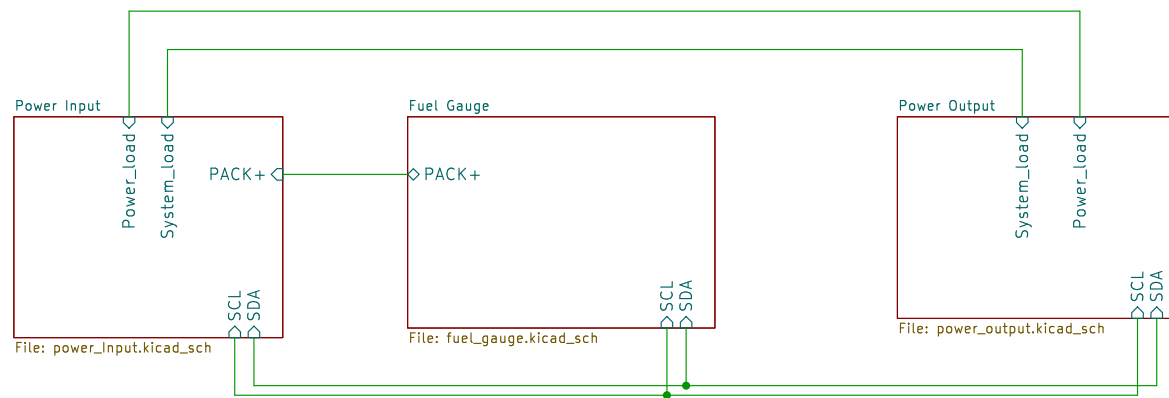 Power Input
Power_load
System_load
PACK+
SCL
SDA
File: power_Input.kicad_sch
Fuel Gauge
PACK+
SCL
SDA
File: fuel_gauge.kicad_sch
Power Output
System_load
Power_load
SCL
SDA
File: power_output.kicad_sch